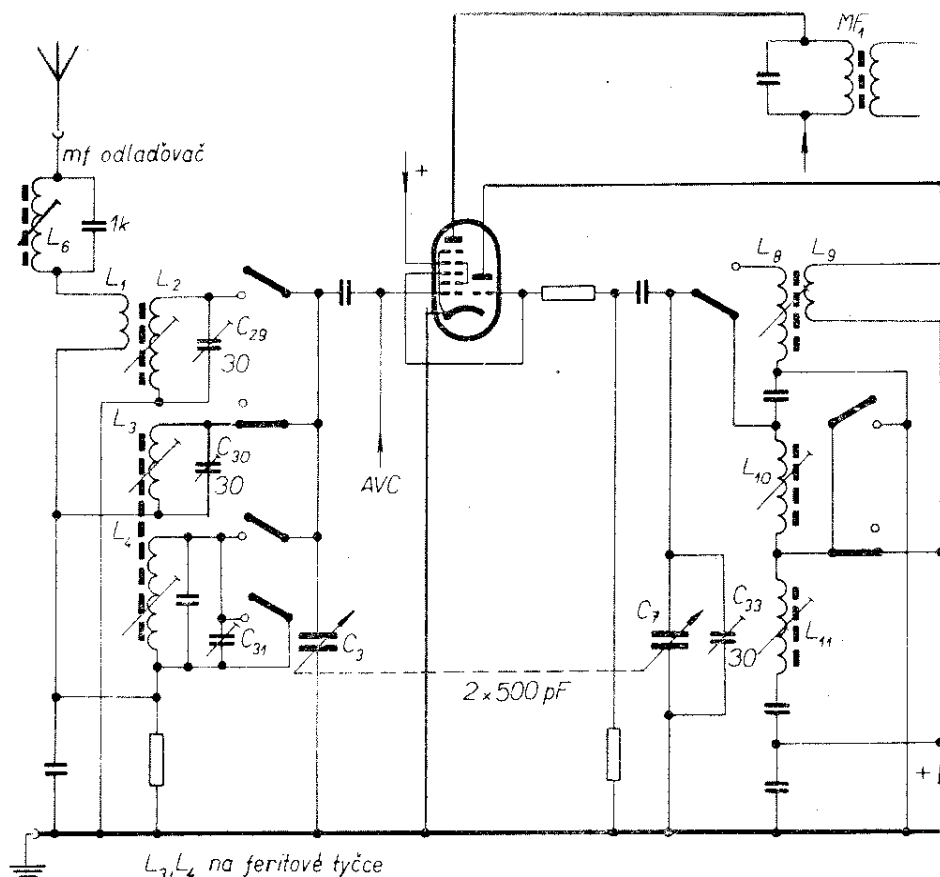 MF₁
mf odlaďovač
+
L₆
1k
L₁
L₂
L₈
L₉
C₂₉
30
L₃
C₃₀
30
AVC
L₁₀
L₄
C₃₁
C₃
C₇
C₃₃
30
L₁₁
2 × 500 pF
+
L₃,L₄ na feritové tyčce